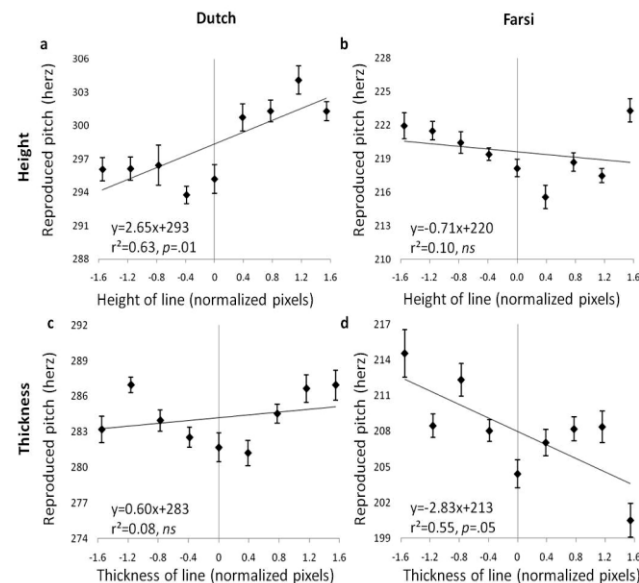 Dutch
Farsi
a
306
303
300
297
294
291
288
-1.6 -1.2 -0.8 -0.4 0 0.4 0.8 1.2 1.6
Height
Reproduced pitch (herz)
y=2.65x+293
r²=0.63, p=.01
Height of line (normalized pixels)
b
228
225
222
219
216
213
210
-1.6 -1.2 -0.8 -0.4 0.0 0.4 0.8 1.2 1.6
Reproduced pitch (herz)
y=-0.71x+220
r²=0.10, ns
Height of line (normalized pixels)
c
292
289
286
283
280
277
274
-1.6 -1.2 -0.8 -0.4 0 0.4 0.8 1.2 1.6
Thickness
Reproduced pitch (herz)
y=0.60x+283
r²=0.08, ns
Thickness of line (normalized pixels)
d
217
214
211
208
205
202
199
-1.6 -1.2 -0.8 -0.4 0.0 0.4 0.8 1.2 1.6
Reproduced pitch (herz)
y=-2.83x+213
r²=0.55, p=.05
Thickness of line (normalized pixels)